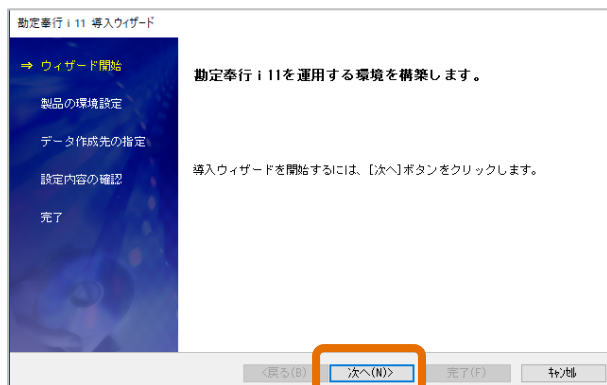 勘定奉行 i 11 導入ウィザード
⇒ ウィザード開始
製品の環境設定
データ作成先の指定
設定内容の確認
完了
勘定奉行 i 11を運用する環境を構築します。
導入ウィザードを開始するには、[次へ]ボタンをクリックします。
<戻る(B) 次へ(N)> 完了(F) キャンセル